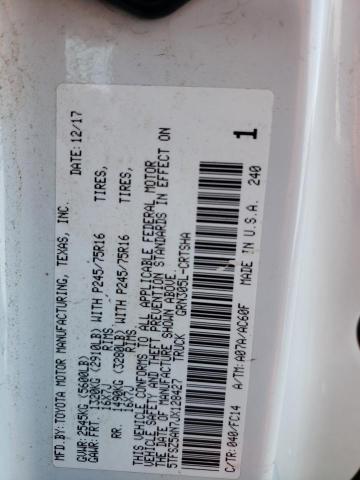 MFD.BY: TOYOTA MOTOR MANUFACTURING, TEXAS, INC.
DATE: 12/17
GVWR: 2545KG (5600LB)
GAWR: FRT. 1320KG (2910LB) WITH P245/75R16 TIRES,
16X7J RIMS
RR. 1490KG (3280LB) WITH P245/75R16 TIRES,
16X7J RIMS
THIS VEHICLE CONFORMS TO ALL APPLICABLE FEDERAL MOTOR
VEHICLE SAFETY AND THEFT PREVENTION STANDARDS IN EFFECT ON
THE DATE OF MANUFACTURE SHOWN ABOVE.
5TFSZ5AN7JX128427 TRUCK GRN305L-CRTSHA
1
C/TR: 040/FC14 A/TM: A07A/AC60F MADE IN U.S.A. 240